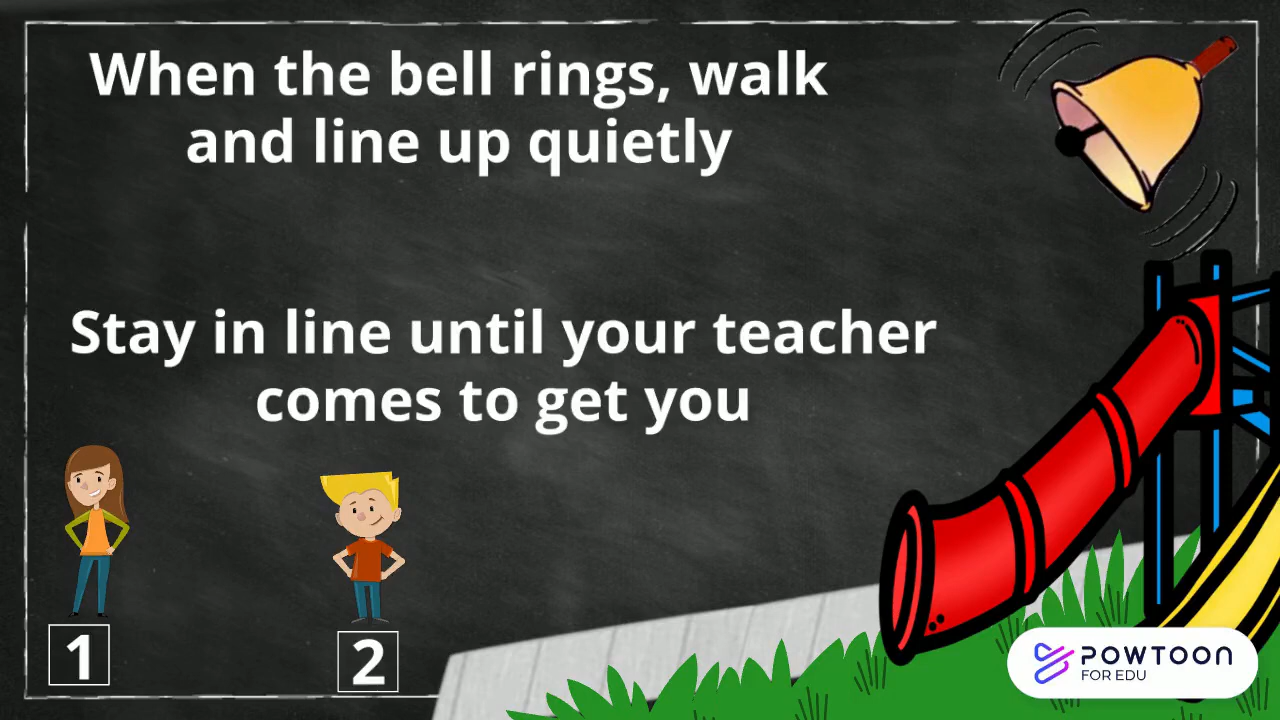 When the bell rings, walk
and line up quietly
Stay in line until your teacher
comes to get you
1
2
POWTOON
FOR EDU